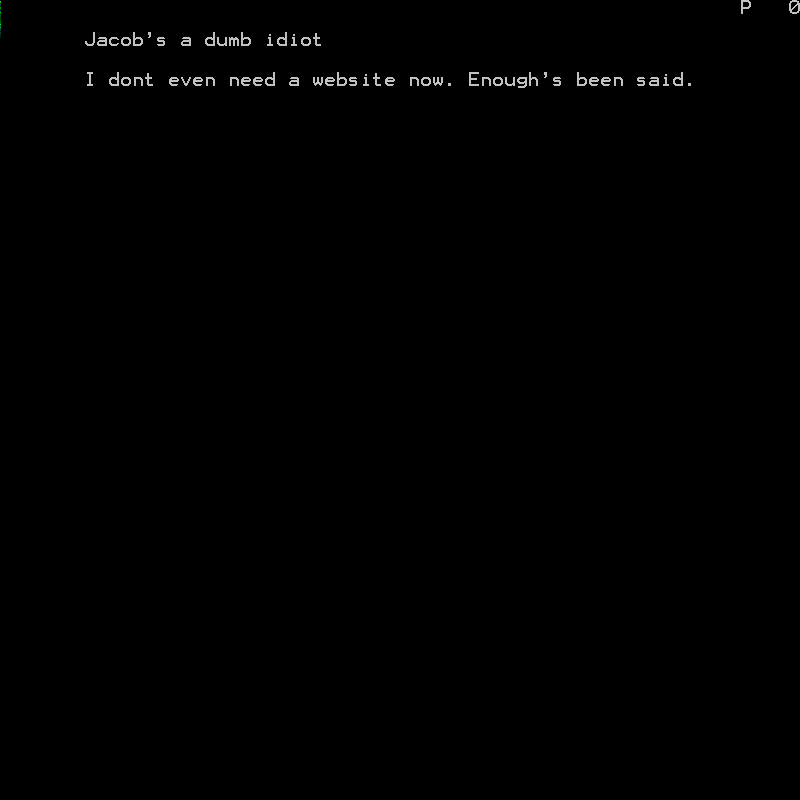 P 0
Jacob's a dumb idiot
I dont even need a website now. Enough's been said.